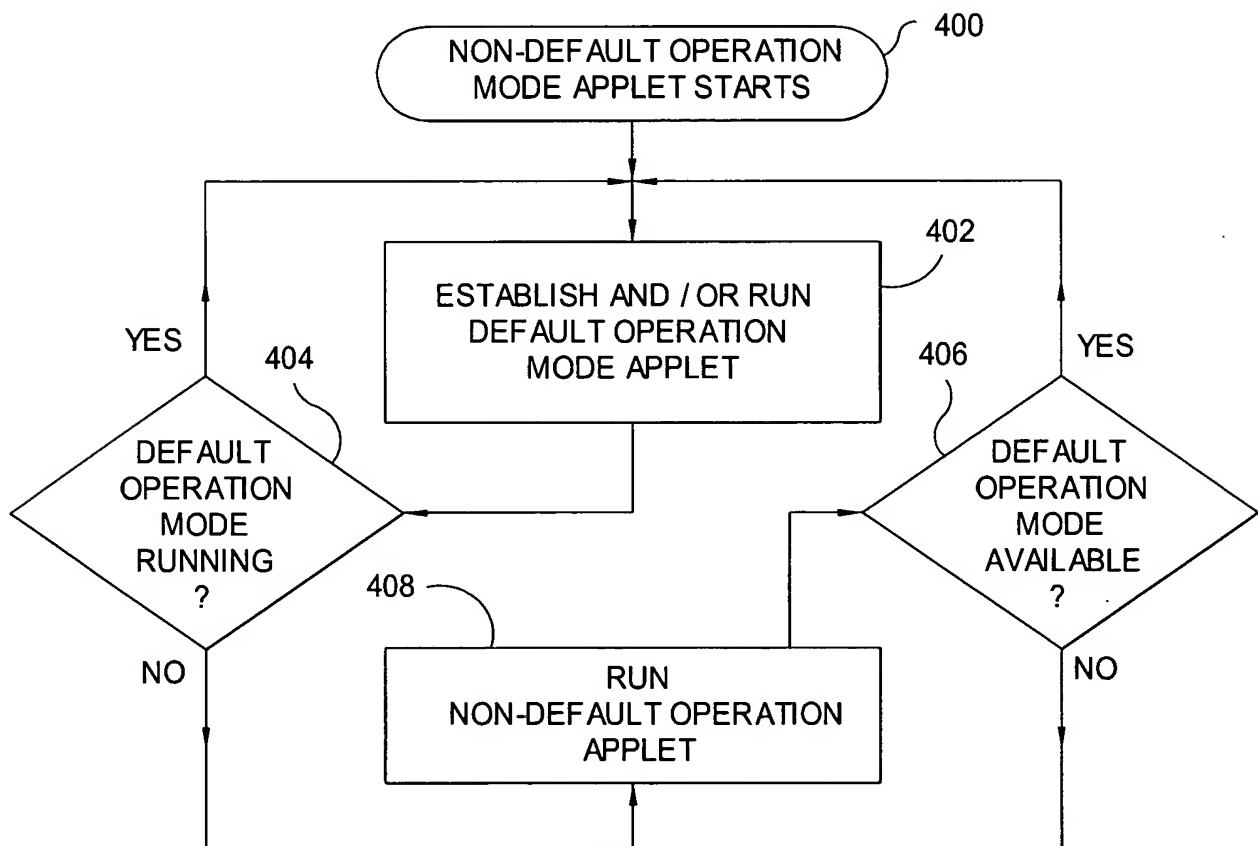 NON-DEFAULT OPERATION
MODE APPLET STARTS
400
402
ESTABLISH AND / OR RUN
DEFAULT OPERATION
MODE APPLET
YES
404
DEFAULT
OPERATION
MODE
RUNNING
?
NO
YES
406
DEFAULT
OPERATION
MODE
AVAILABLE
?
NO
408
RUN
NON-DEFAULT OPERATION
APPLET